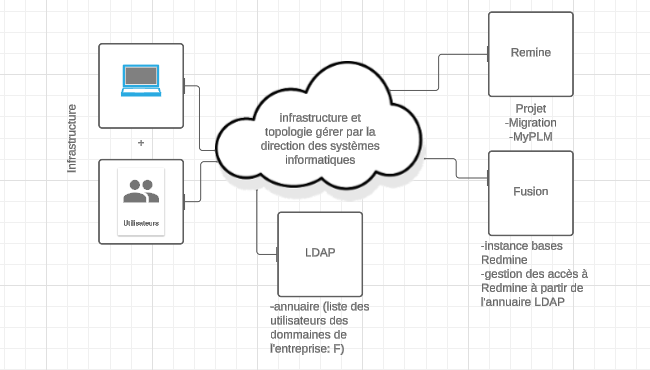 Infrastructure
+
Utilisateurs
infrastructure et
topologie gérer par la
direction des systèmes
informatiques
Remine
Projet
-Migration
-MyPLM
Fusion
-instance bases
Redmine
-gestion des accès à
Redmine à partir de
l'annuaire LDAP
LDAP
-annuaire (liste des
utilisateurs des
dommaines de
l'entreprise: F)